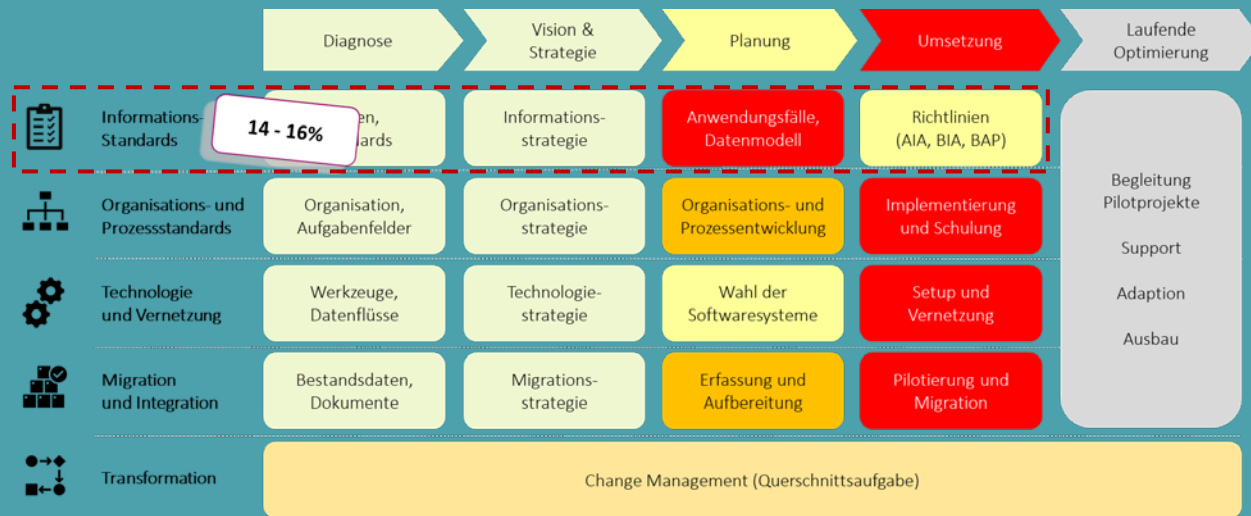 Diagnose
Vision &
Strategie
Planung
Umsetzung
Laufende
Optimierung
Informations-
Standards
14 - 16%
Informations-
strategie
Anwendungsfälle,
Datenmodell
Richtlinien
(AIA, BIA, BAP)
Organisations- und
Prozessstandards
Organisation,
Aufgabenfelder
Organisations-
strategie
Organisations- und
Prozessentwicklung
Implementierung
und Schulung
Technologie
und Vernetzung
Werkzeuge,
Datenflüsse
Technologie-
strategie
Wahl der
Softwaresysteme
Setup und
Vernetzung
Migration
und Integration
Bestandsdaten,
Dokumente
Migrations-
strategie
Erfassung und
Aufbereitung
Pilotierung und
Migration
Begleitung
Pilotprojekte
Support
Adaption
Ausbau
Transformation
Change Management (Querschnittsaufgabe)